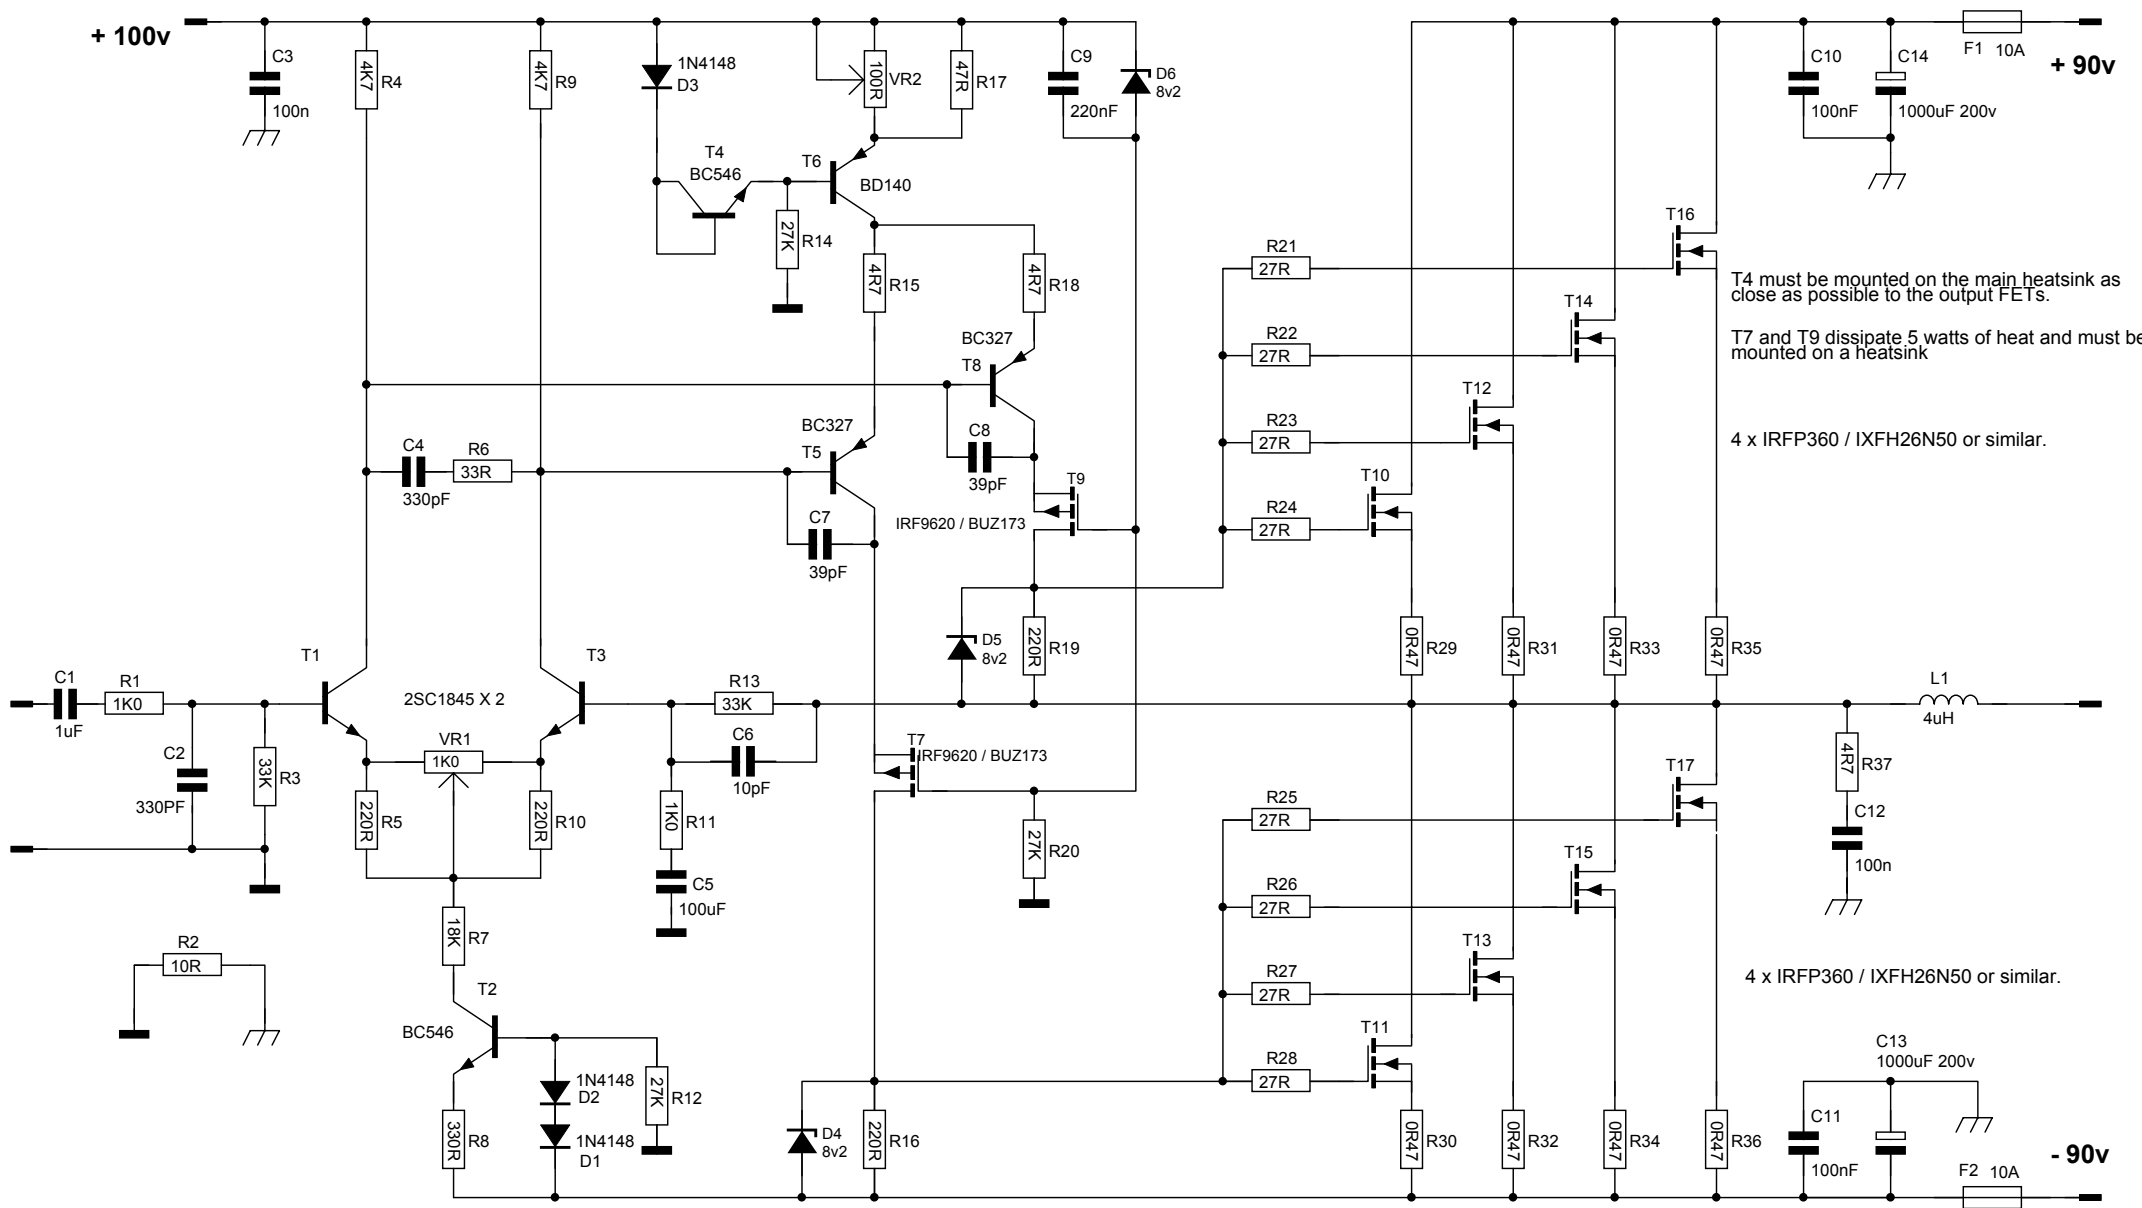 + 100v
C3
100n
4K7
R4
4K7
R9
1N4148
D3
100R
VR2
47R
R17
C9
220nF
D6
8v2
C10
100nF
C14
1000uF 200v
F1 10A
+ 90v
T4
BC546
T6
BD140
27K
R14
4R7
R15
4R7
R18
BC327
T8
BC327
T5
C8
39pF
C7
39pF
C4
330pF
R6
33R
T9
IRF9620 / BUZ173
R21
27R
R22
27R
R23
27R
R24
27R
T16
T14
T12
T10
T4 must be mounted on the main heatsink as
close as possible to the output FETs.
T7 and T9 dissipate 5 watts of heat and must be
mounted on a heatsink
4 x IRFP360 / IXFH26N50 or similar.
D5
8v2
220R
R19
0R47
R29
0R47
R31
0R47
R33
0R47
R35
C1
1uF
R1
1K0
T1
2SC1845 X 2
T3
R13
33K
C2
330PF
33K
R3
VR1
1K0
220R
R5
220R
R10
C6
10pF
1K0
R11
C5
100uF
T7
IRF9620 / BUZ173
27K
R20
L1
4uH
4R7
R37
C12
100n
R25
27R
R26
27R
R27
27R
R28
27R
T17
T15
T13
T11
4 x IRFP360 / IXFH26N50 or similar.
R2
10R
18K
R7
T2
BC546
1N4148
D2
1N4148
D1
27K
R12
330R
R8
D4
8v2
220R
R16
0R47
R30
0R47
R32
0R47
R34
0R47
R36
C13
1000uF 200v
C11
100nF
F2 10A
- 90v